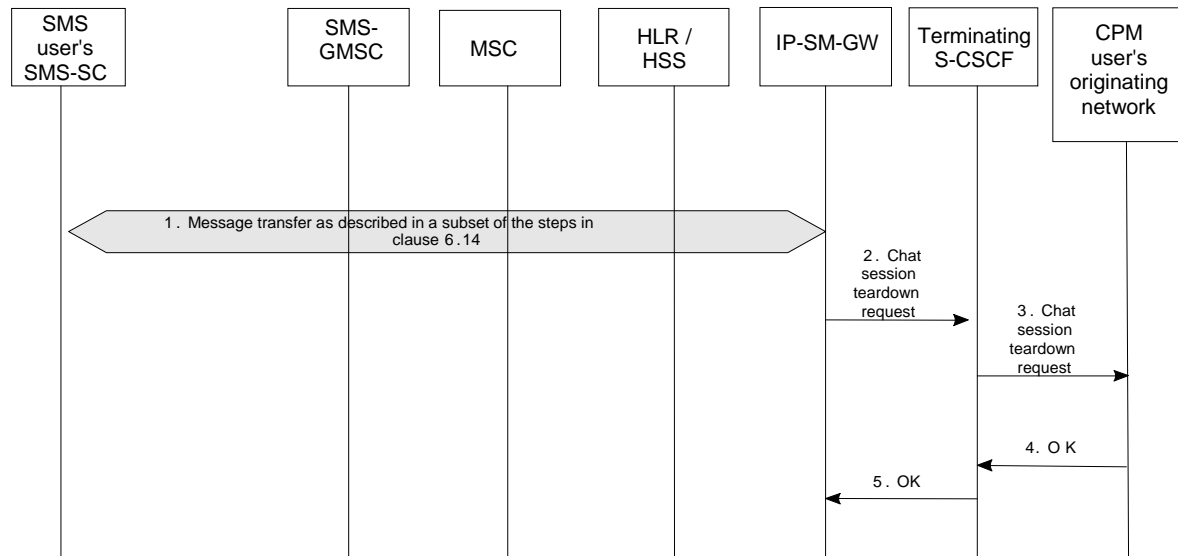 SMS
user's
SMS-SC
SMS-
GMSC
MSC
HLR /
HSS
IP-SM-GW
Terminating
S-CSCF
CPM
user's
originating
network
1. Message transfer as described in a subset of the steps in
clause 6.14
2. Chat
session
teardown
request
3. Chat
session
teardown
request
4. O K
5. OK